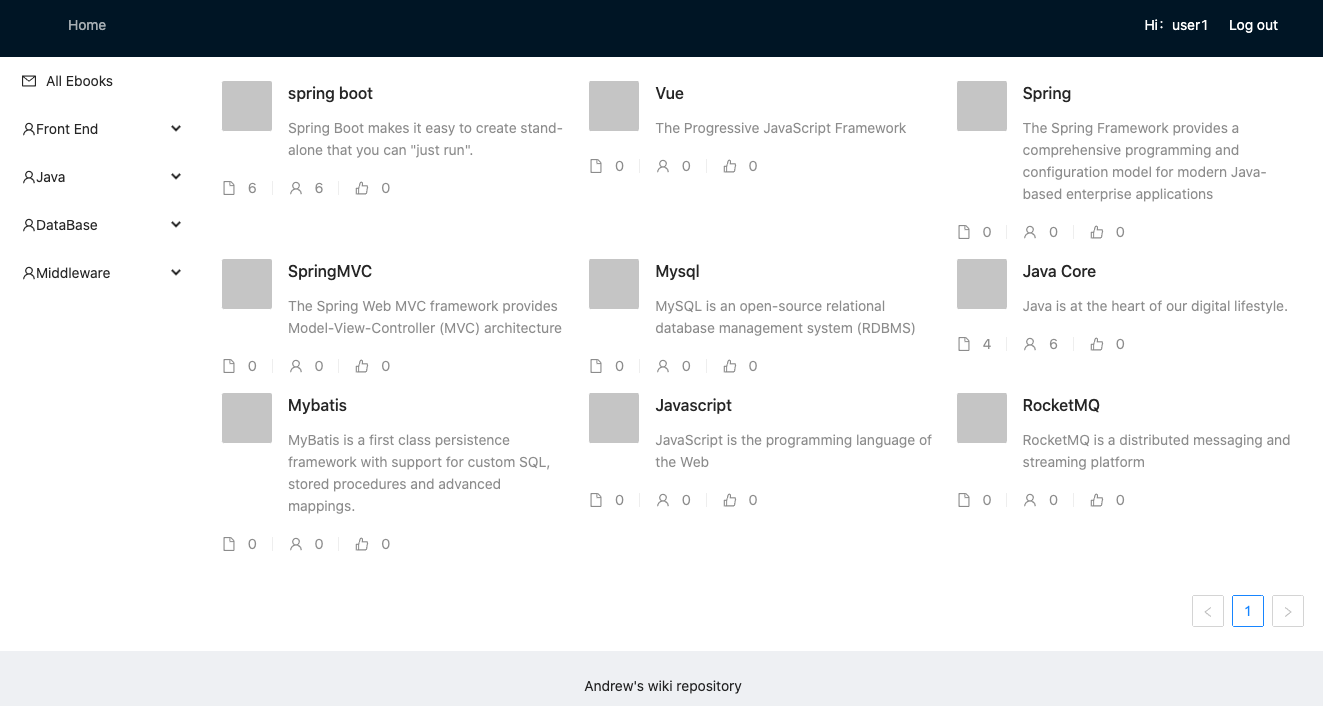 Home
Hi：user1 Log out
All Ebooks
Front End
Java
DataBase
Middleware
spring boot
Spring Boot makes it easy to create stand-
alone that you can "just run".
6 6 0
Vue
The Progressive JavaScript Framework
0 0 0
Spring
The Spring Framework provides a
comprehensive programming and
configuration model for modern Java-
based enterprise applications
0 0 0
SpringMVC
The Spring Web MVC framework provides
Model-View-Controller (MVC) architecture
0 0 0
Mysql
MySQL is an open-source relational
database management system (RDBMS)
0 0 0
Java Core
Java is at the heart of our digital lifestyle.
4 6 0
Mybatis
MyBatis is a first class persistence
framework with support for custom SQL,
stored procedures and advanced
mappings.
0 0 0
Javascript
JavaScript is the programming language of
the Web
0 0 0
RocketMQ
RocketMQ is a distributed messaging and
streaming platform
0 0 0
1
Andrew's wiki repository